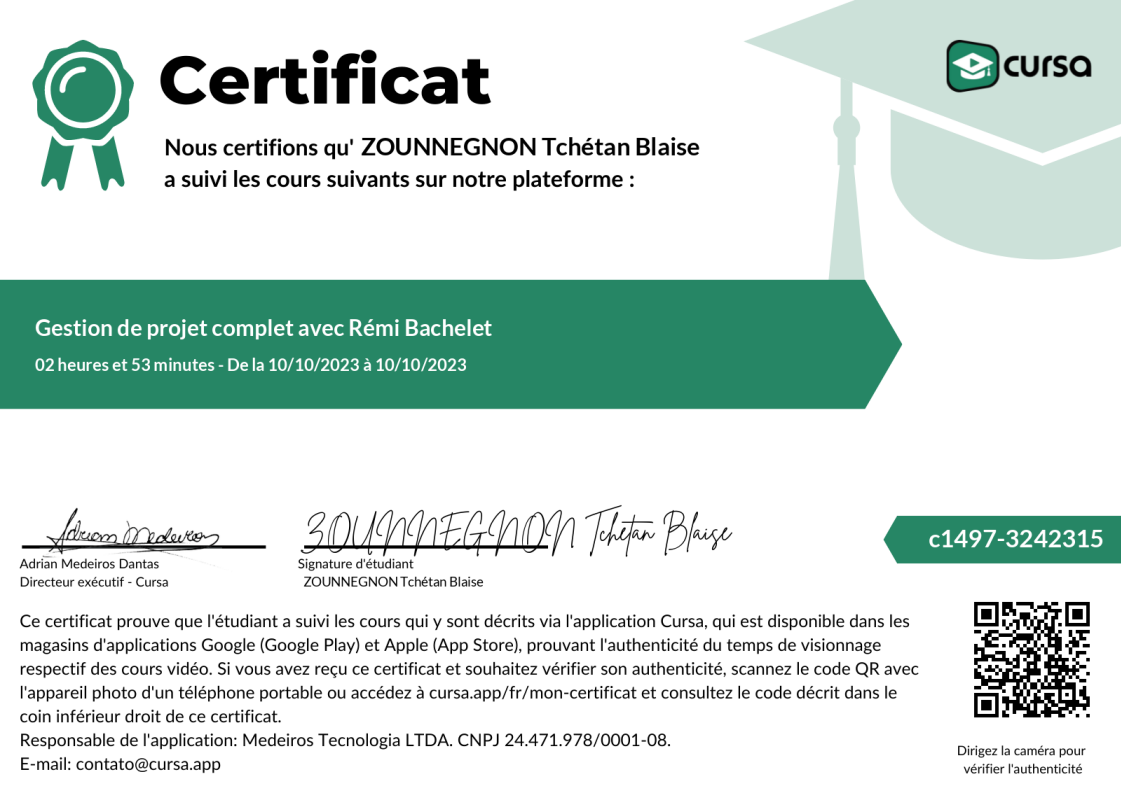 Certificat
cursa
Nous certifions qu' ZOUNNEGNON Tchétan Blaise
a suivi les cours suivants sur notre plateforme :
Gestion de projet complet avec Rémi Bachelet
02 heures et 53 minutes - De la 10/10/2023 à 10/10/2023
Adrian Medeiros
ZOUNNEGNON Tchétan Blaise
Adrian Medeiros Dantas
Directeur exécutif - Cursa
Signature d'étudiant
ZOUNNEGNON Tchétan Blaise
c1497-3242315
Ce certificat prouve que l'étudiant a suivi les cours qui y sont décrits via l'application Cursa, qui est disponible dans les
magasins d'applications Google (Google Play) et Apple (App Store), prouvant l'authenticité du temps de visionnage
respectif des cours vidéo. Si vous avez reçu ce certificat et souhaitez vérifier son authenticité, scannez le code QR avec
l'appareil photo d'un téléphone portable ou accédez à cursa.app/fr/mon-certificat et consultez le code décrit dans le
coin inférieur droit de ce certificat.
Responsable de l'application: Medeiros Tecnologia LTDA. CNPJ 24.471.978/0001-08.
E-mail: contato@cursa.app
Dirigez la caméra pour
vérifier l'authenticité